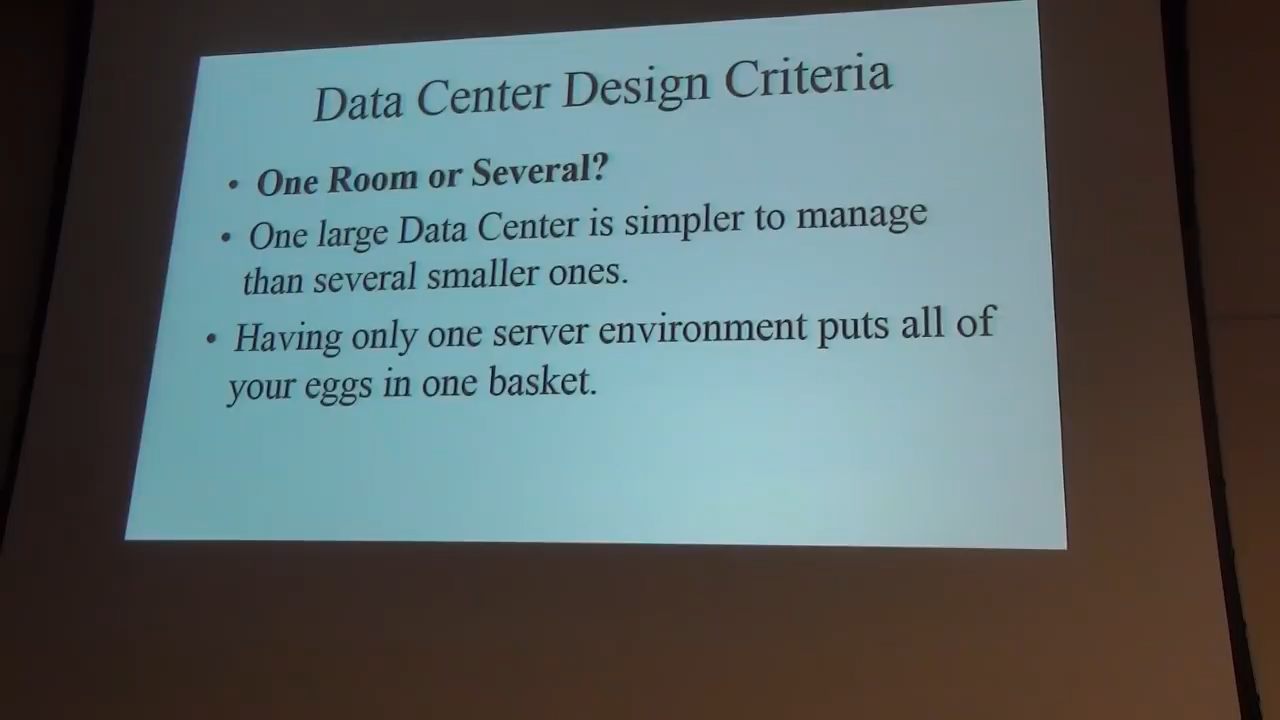 Data Center Design Criteria
• One Room or Several?
• One large Data Center is simpler to manage
than several smaller ones.
• Having only one server environment puts all of
your eggs in one basket.